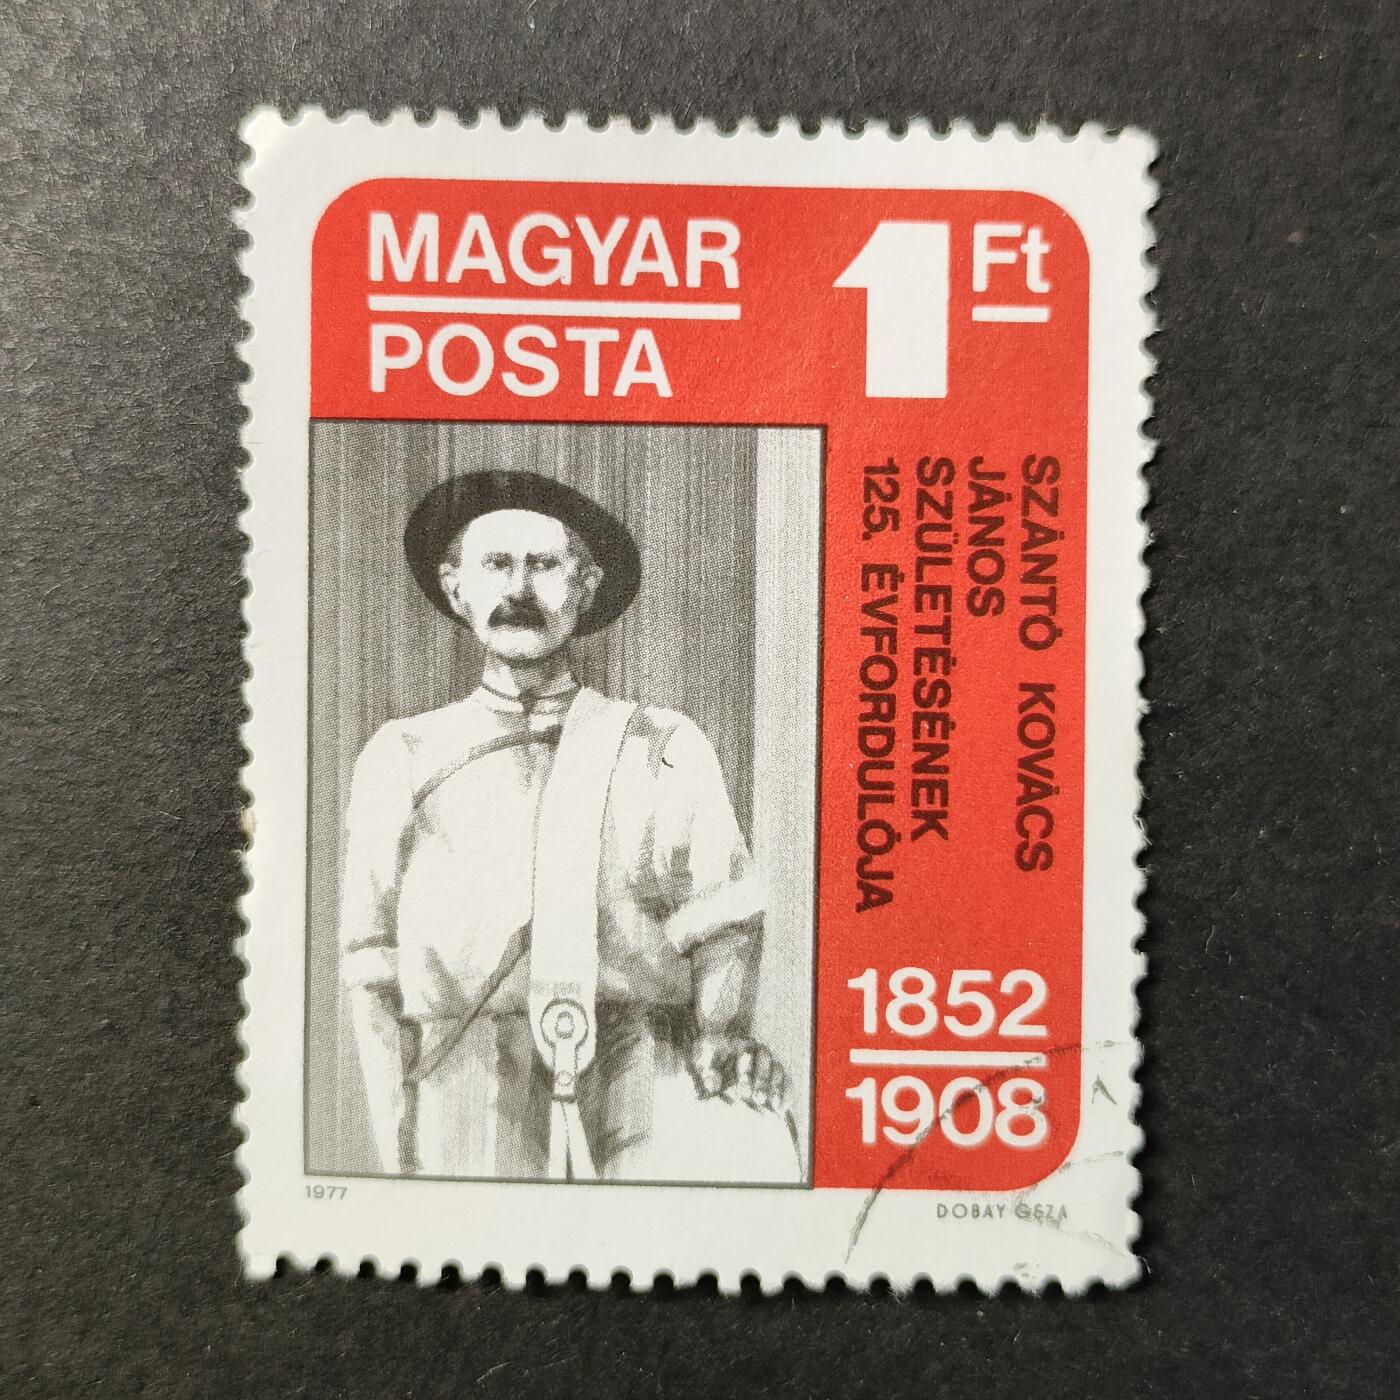 MAGYAR
POSTA
1 Ft
SZÁNTÓ KOVÁCS
JÁNOS
SZÜLETÉSÉNEK
125. ÉVFORDULÓJA
1852
1908
1977
DOBAY GÉZA